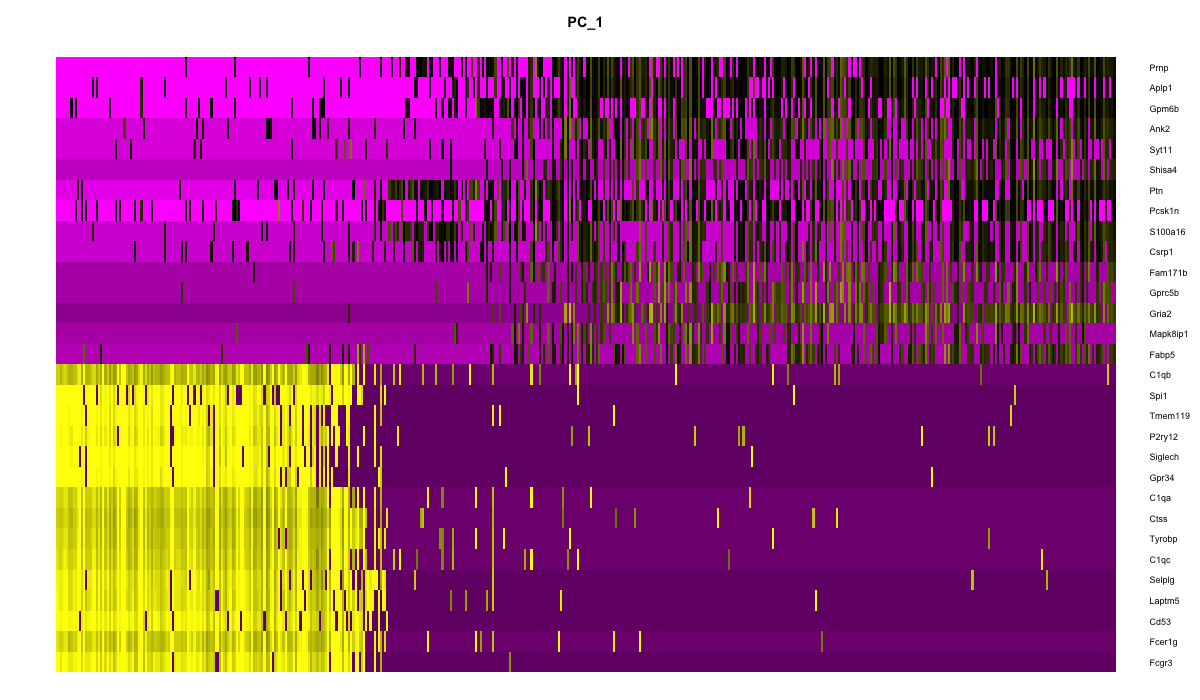 PC_1
Prnp
Aplp1
Gpm6b
Ank2
Syt11
Shisa4
Ptn
Pcsk1n
S100a16
Csrp1
Fam171b
Gprc5b
Gria2
Mapk8ip1
Fabp5
C1qb
Spi1
Tmem119
P2ry12
Siglech
Gpr34
C1qa
Ctss
Tyrobp
C1qc
Selplg
Laptm5
Cd53
Fcer1g
Fcgr3